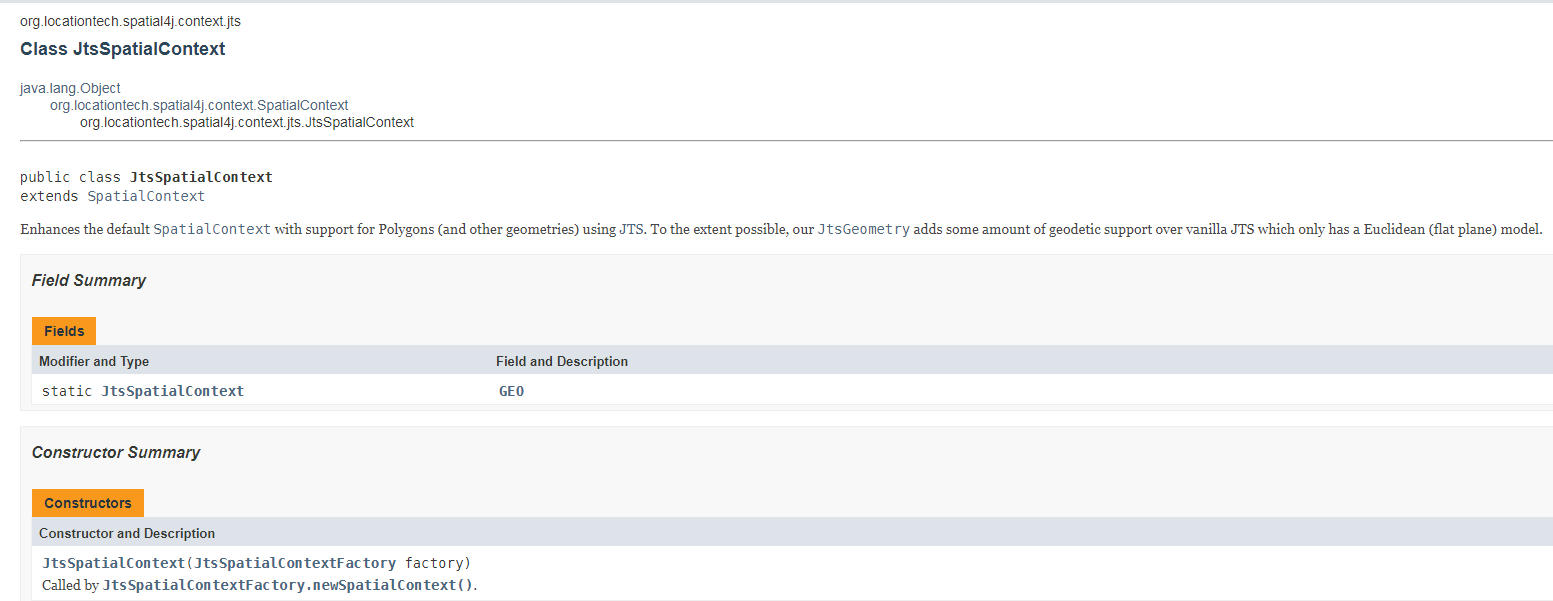 org.locationtech.spatial4j.context.jts
Class JtsSpatialContext
java.lang.Object
org.locationtech.spatial4j.context.SpatialContext
org.locationtech.spatial4j.context.jts.JtsSpatialContext
public class JtsSpatialContext
extends SpatialContext
Enhances the default SpatialContext with support for Polygons (and other geometries) using JTS. To the extent possible, our JtsGeometry adds some amount of geodetic support over vanilla JTS which only has a Euclidean (flat plane) model.
Field Summary
Fields
Modifier and Type Field and Description
static JtsSpatialContext GEO
Constructor Summary
Constructors
Constructor and Description
JtsSpatialContext(JtsSpatialContextFactory factory)
Called by JtsSpatialContextFactory.newSpatialContext().